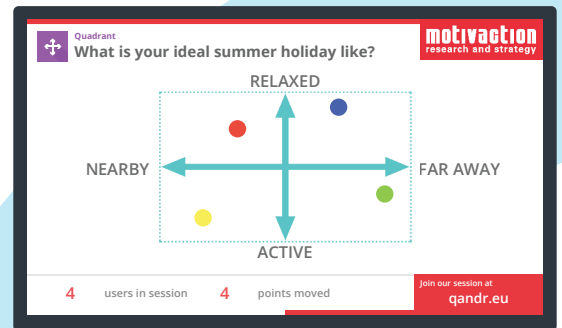 Quadrant
What is your ideal summer holiday like?
motivaction
research and strategy
RELAXED
NEARBY
FAR AWAY
ACTIVE
4 users in session 4 points moved
Join our session at
qandr.eu